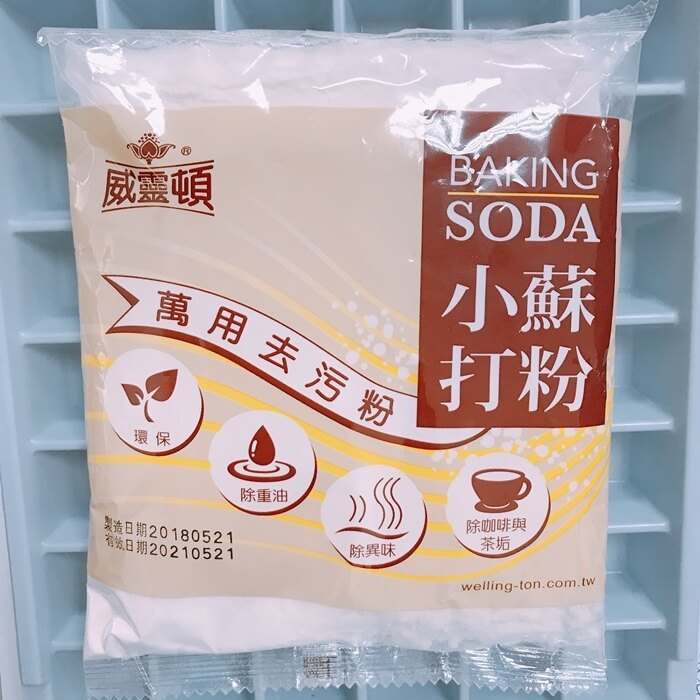 威靈頓®
BAKING
SODA
小蘇
打粉
萬用去污粉
環保
除重油
除異味
除咖啡與
茶垢
製造日期20180521
有效日期20210521
welling-ton.com.tw